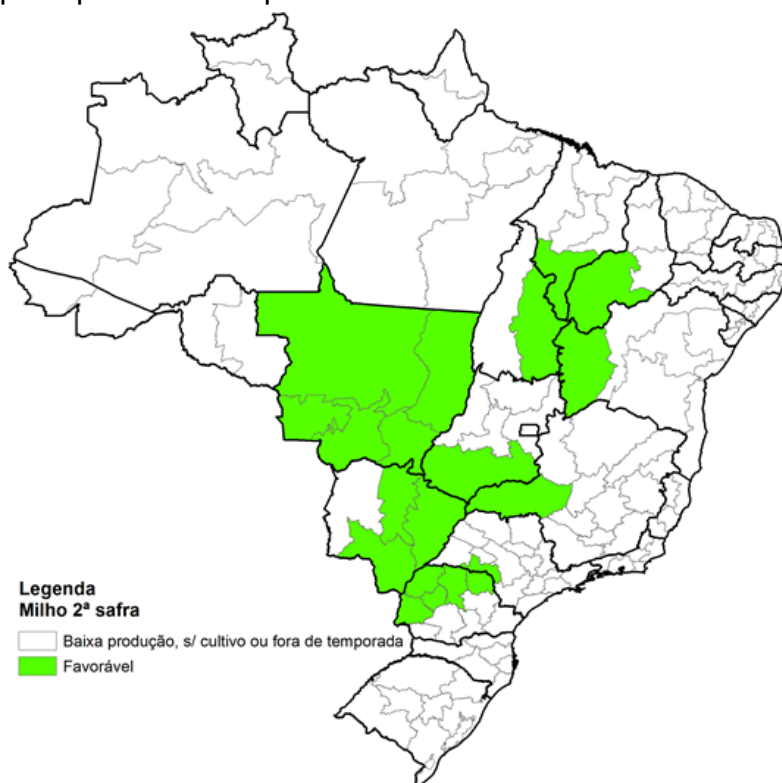 Legenda
Milho 2ª safra
Baixa produção, s/ cultivo ou fora de temporada
Favorável